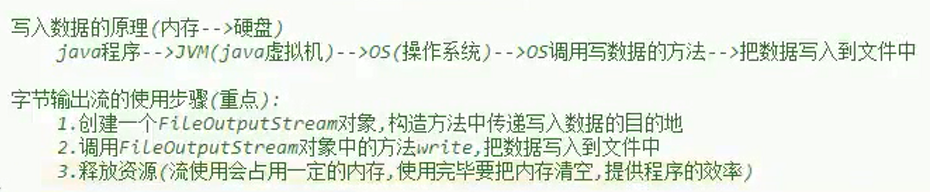 写入数据的原理(内存-->硬盘)
java程序-->JVM(java虚拟机)-->OS(操作系统)-->OS调用写数据的方法-->把数据写入到文件中
字节输出流的使用步骤(重点):
1.创建一个FileOutputStream对象,构造方法中传递写入数据的目的地
2.调用FileOutputStream对象中的方法write,把数据写入到文件中
3.释放资源(流使用会占用一定的内存,使用完毕要把内存清空,提供程序的效率)